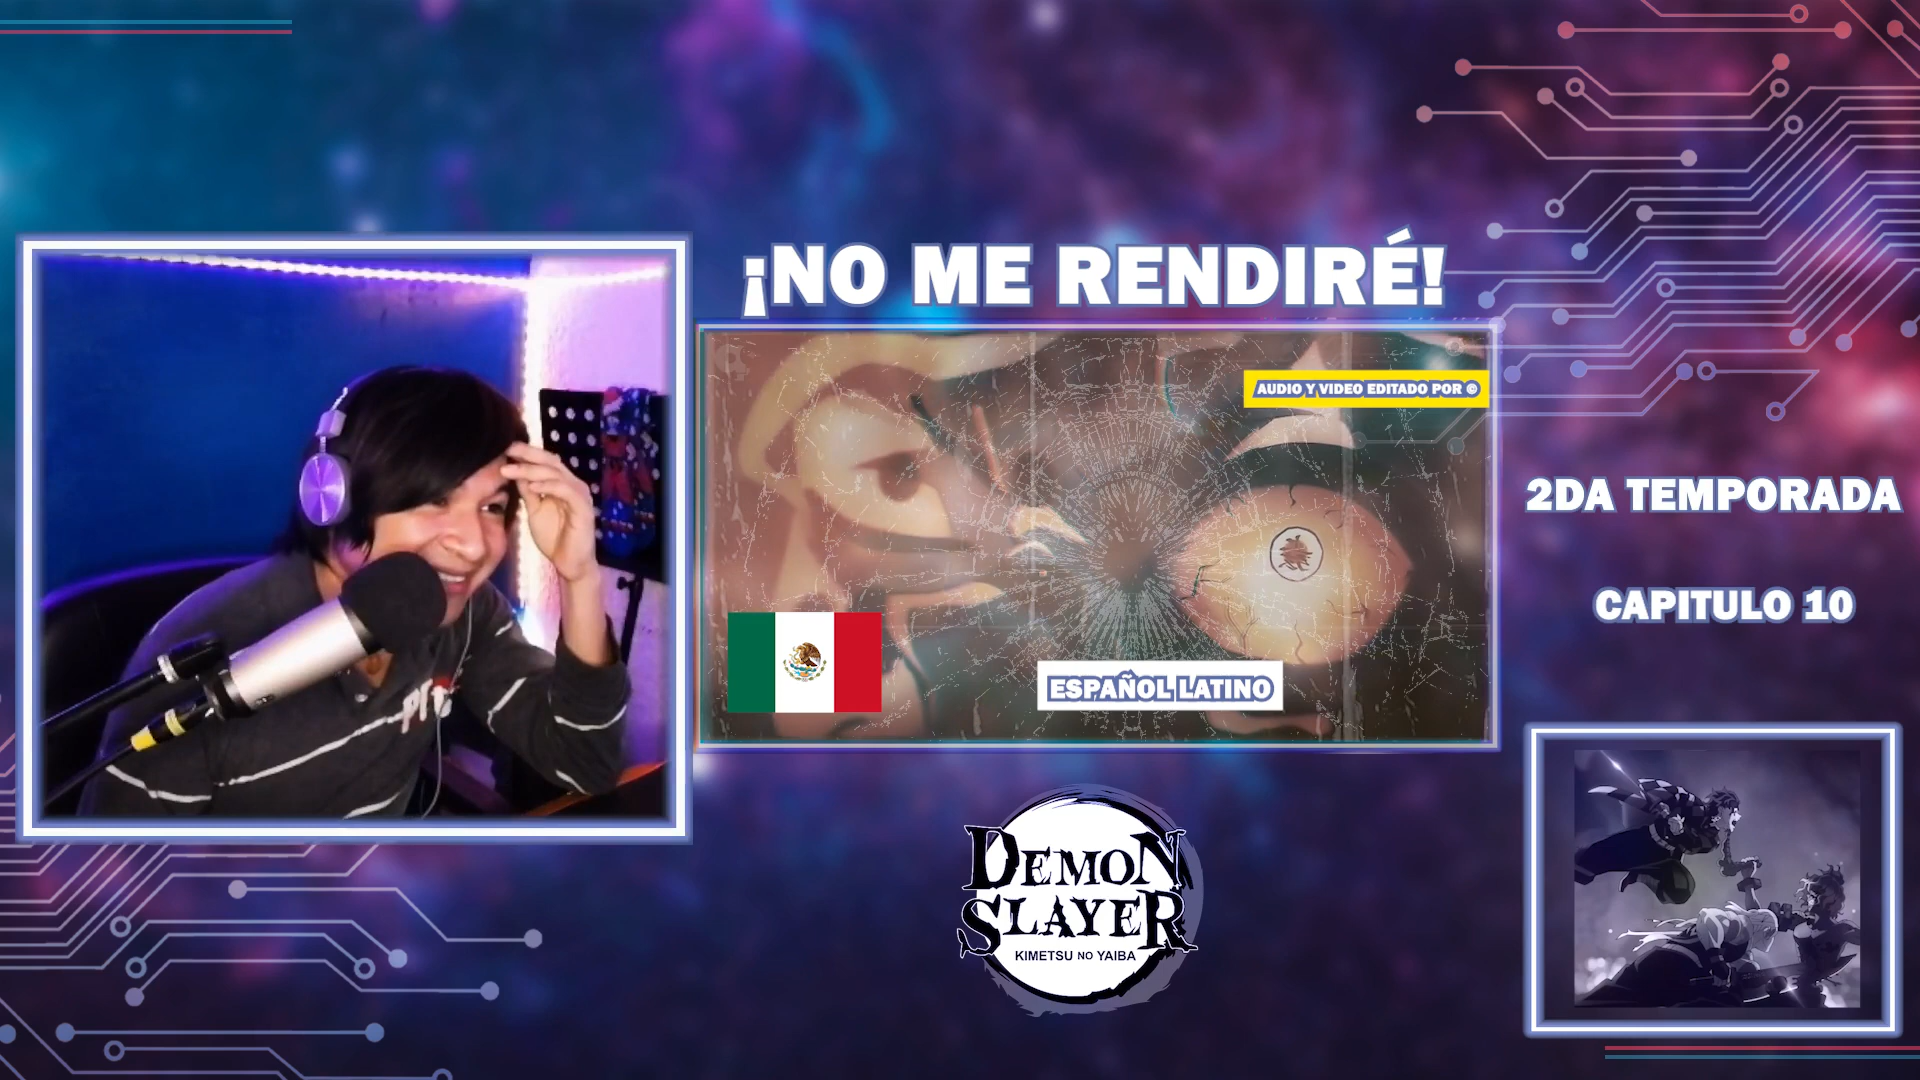 ¡NO ME RENDIRÉ!
AUDIO Y VIDEO EDITADO POR ©
2DA TEMPORADA
CAPITULO 10
ESPAÑOL LATINO
DEMON
SLAYER
KIMETSU NO YAIBA